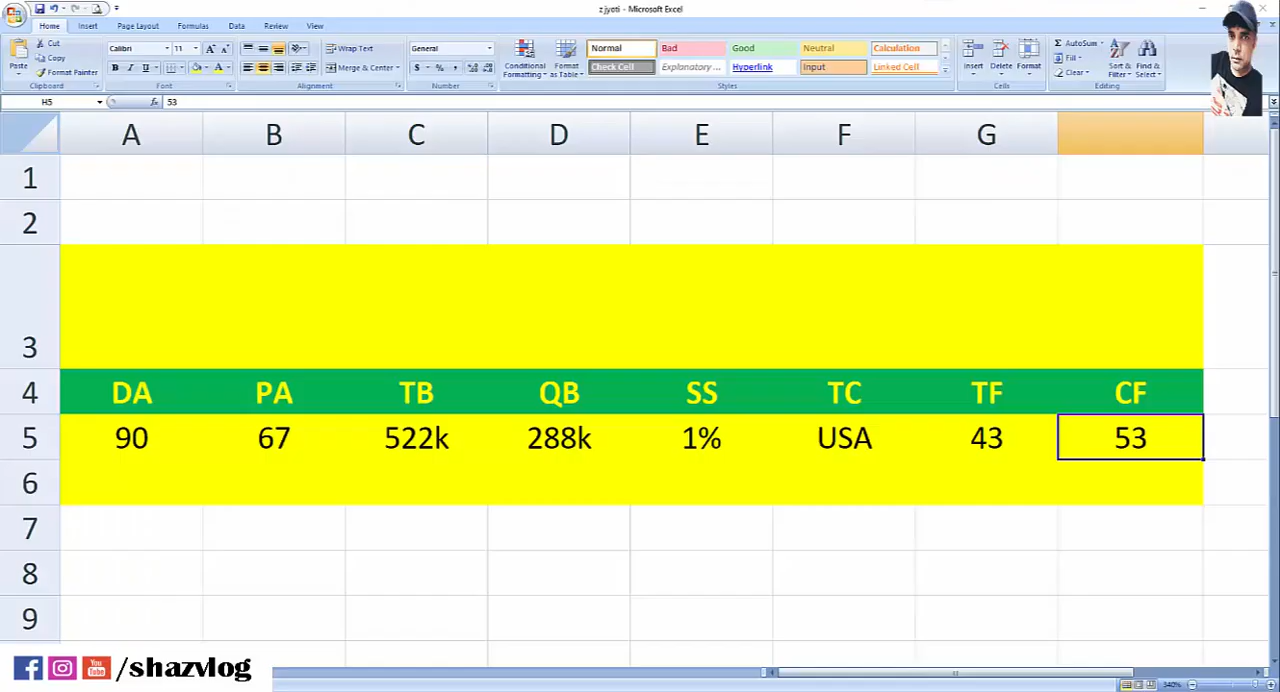 z jyoti - Microsoft Excel
Home Insert Page Layout Formulas Data Review View
Paste
Cut
Copy
Format Painter
Clipboard
Calibri 11
B I U
Font
Wrap Text
Merge & Center
Alignment
General
$ % ,
Number
Conditional Formatting
Format as Table
Normal Bad Good Neutral Calculation
Check Cell Explanatory ... Hyperlink Input Linked Cell
Styles
Insert Delete Format
Cells
Σ AutoSum
Fill
Clear
Sort & Filter
Find & Select
Editing
H5 fx 53
A B C D E F G
1
2
3
4 DA PA TB QB SS TC TF CF
5 90 67 522k 288k 1% USA 43 53
6
7
8
9
You Tube /shazvlog
340%